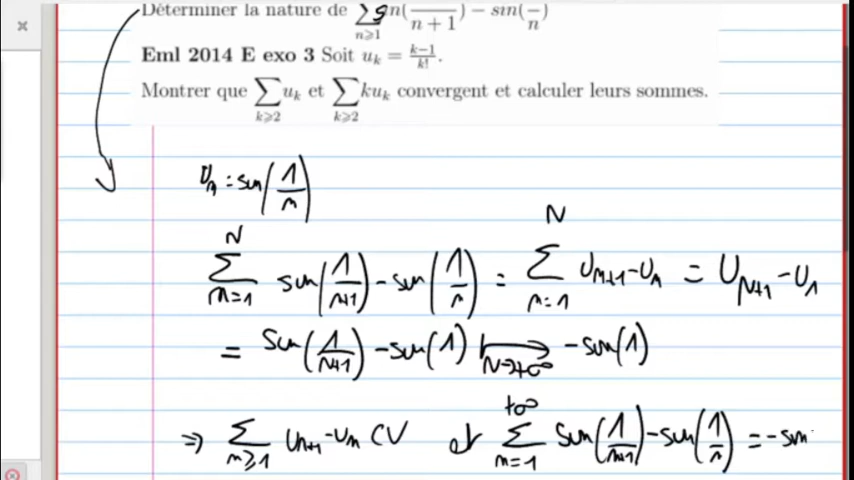 Déterminer la nature de ∑_{n⩾1} sin(1/(n+1)) − sin(1/n)
Eml 2014 E exo 3 Soit u_k = (k−1)/k!.
Montrer que ∑_{k⩾2} u_k et ∑_{k⩾2} ku_k convergent et calculer leurs sommes.
U_n = sin(1/n)
∑_{n=1}^{N} sin(1/(n+1)) − sin(1/n) = ∑_{n=1}^{N} U_{n+1} − U_n = U_{N+1} − U_1
= sin(1/(N+1)) − sin(1) ⟼_{N→+∞} − sin(1)
⇒ ∑_{n⩾1} U_{n+1} − U_n CV et ∑_{n=1}^{+∞} sin(1/(n+1)) − sin(1/n) = − sin